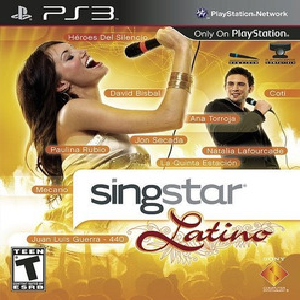 PS3
PlayStation Network
Only On PlayStation.
Héroes Del Silencio
David Bisbal
Coti
Ana Torroja
Jon Secada
Paulina Rubio
Natalia Lafourcade
La Quinta Estación
Mecano
singstar
Latino
Juan Luis Guerra - 440
TEEN
T
ESRB
SONY